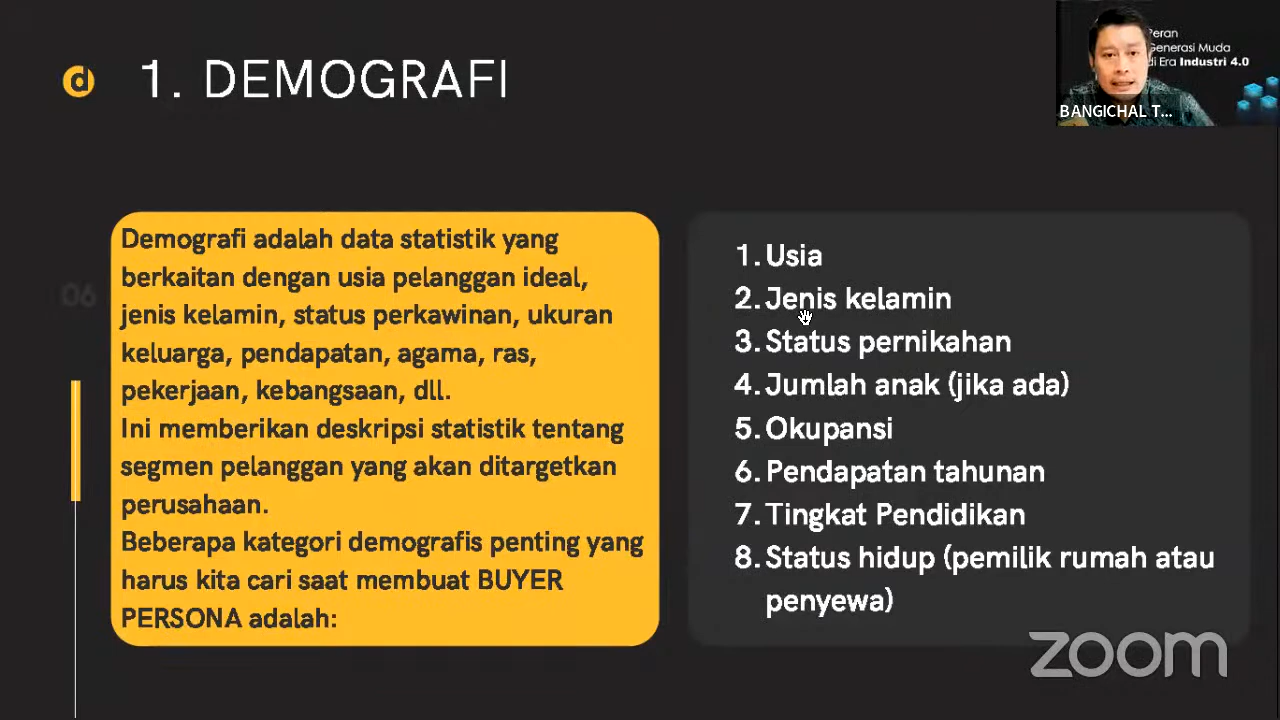 d
1. DEMOGRAFI
Peran
Generasi Muda
di Era Industri 4.0
BANGICHAL T...
06
Demografi adalah data statistik yang
berkaitan dengan usia pelanggan ideal,
jenis kelamin, status perkawinan, ukuran
keluarga, pendapatan, agama, ras,
pekerjaan, kebangsaan, dll.
Ini memberikan deskripsi statistik tentang
segmen pelanggan yang akan ditargetkan
perusahaan.
Beberapa kategori demografis penting yang
harus kita cari saat membuat BUYER
PERSONA adalah:
1. Usia
2. Jenis kelamin
3. Status pernikahan
4. Jumlah anak (jika ada)
5. Okupansi
6. Pendapatan tahunan
7. Tingkat Pendidikan
8. Status hidup (pemilik rumah atau
penyewa)
zoom